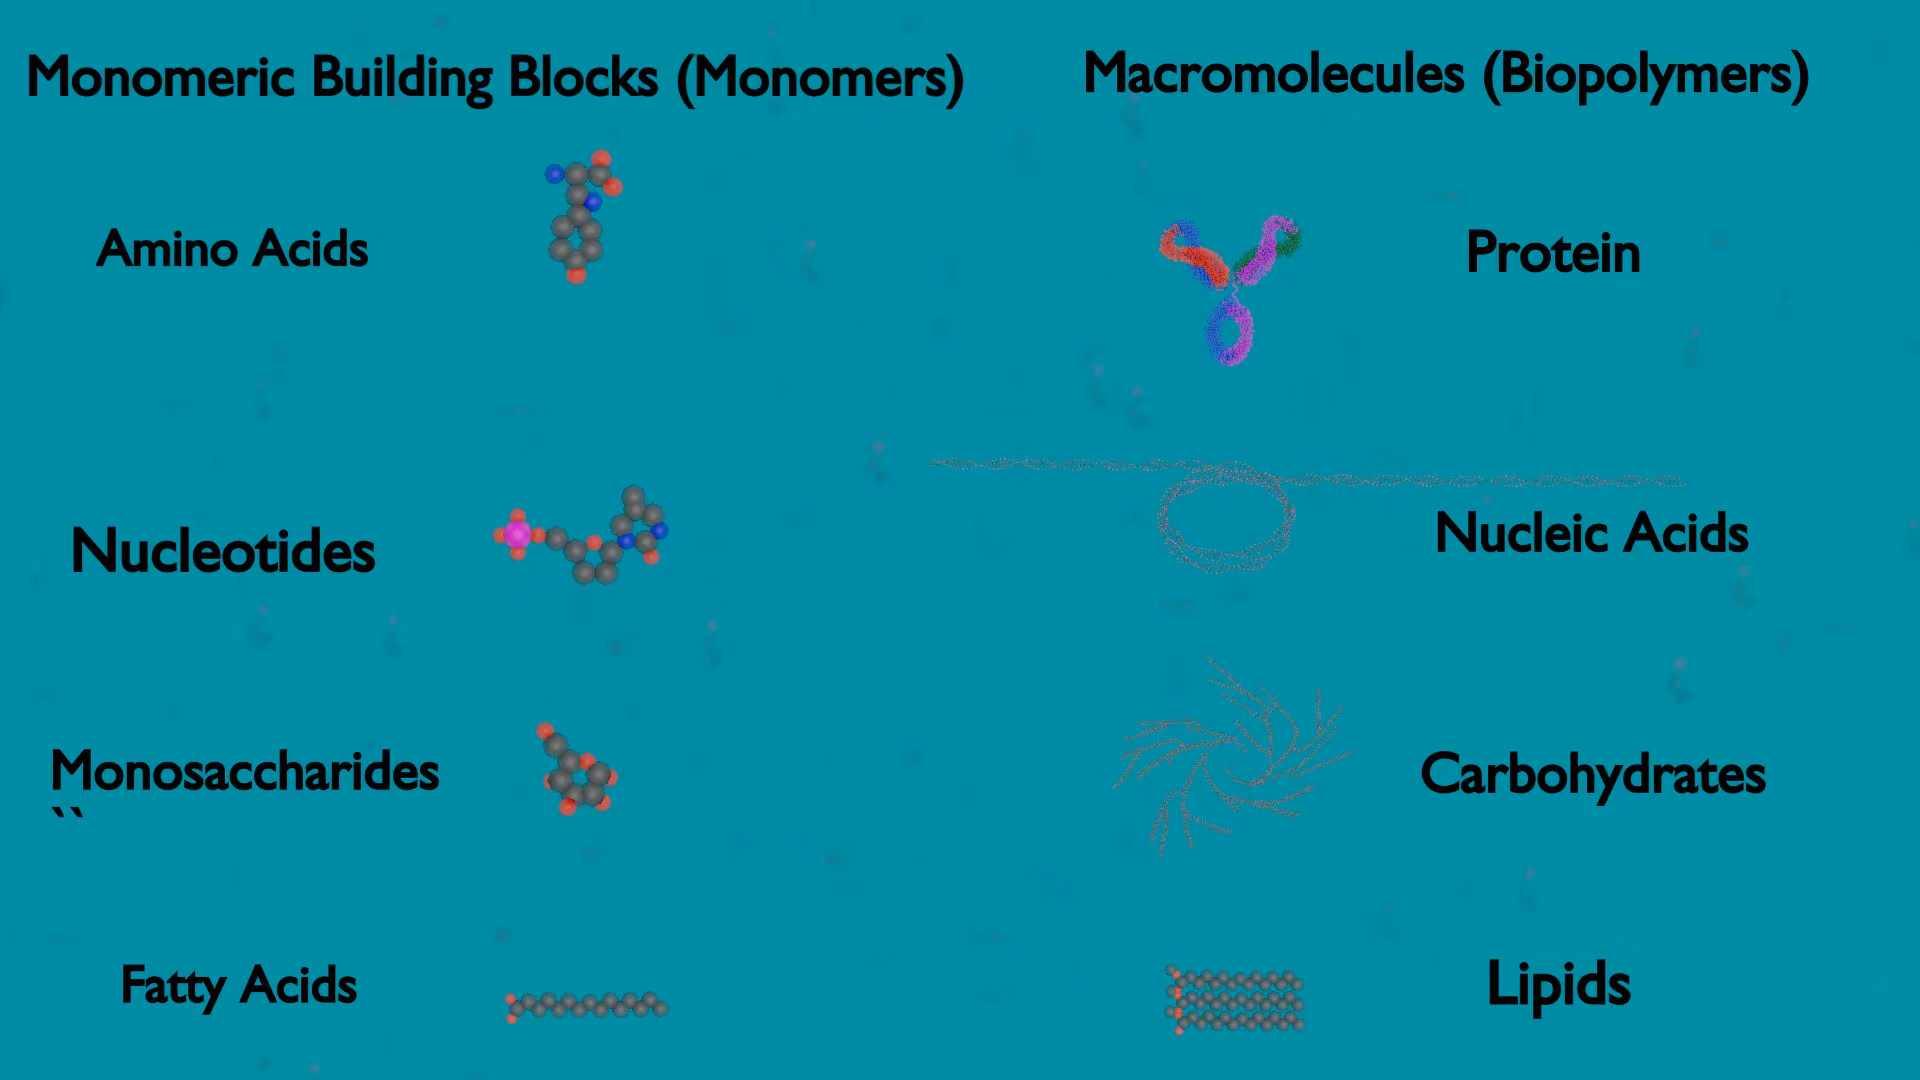 Monomeric Building Blocks (Monomers)
Macromolecules (Biopolymers)
Amino Acids
Protein
Nucleotides
Nucleic Acids
Monosaccharides
``
Carbohydrates
Fatty Acids
Lipids